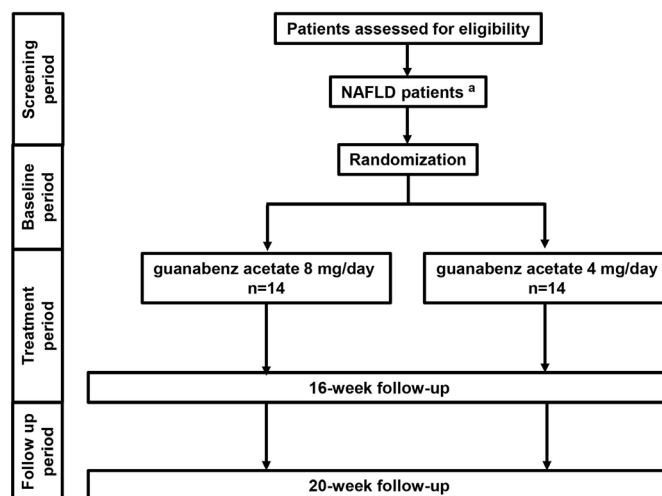 Screening
period
Patients assessed for eligibility
NAFLD patients a
Baseline
period
Randomization
Treatment
period
guanabenz acetate 8 mg/day
n=14
guanabenz acetate 4 mg/day
n=14
16-week follow-up
Follow up
period
20-week follow-up